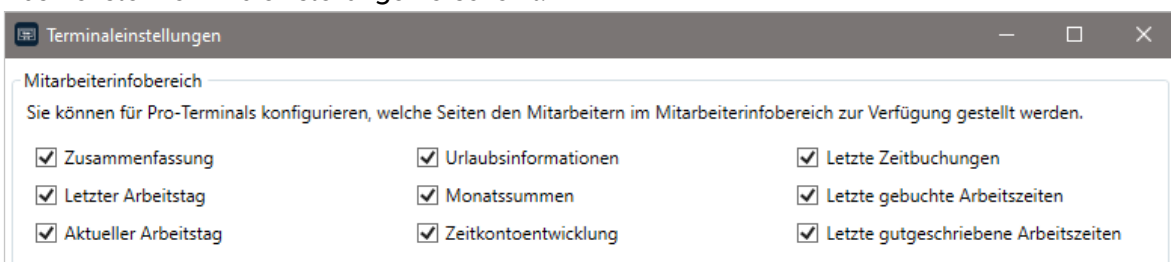 Terminaleinstellungen
Mitarbeiterinfobereich
Sie können für Pro-Terminals konfigurieren, welche Seiten den Mitarbeitern im Mitarbeiterinfobereich zur Verfügung gestellt werden.
Zusammenfassung Urlaubsinformationen Letzte Zeitbuchungen
Letzter Arbeitstag Monatssummen Letzte gebuchte Arbeitszeiten
Aktueller Arbeitstag Zeitkontoentwicklung Letzte gutgeschriebene Arbeitszeiten